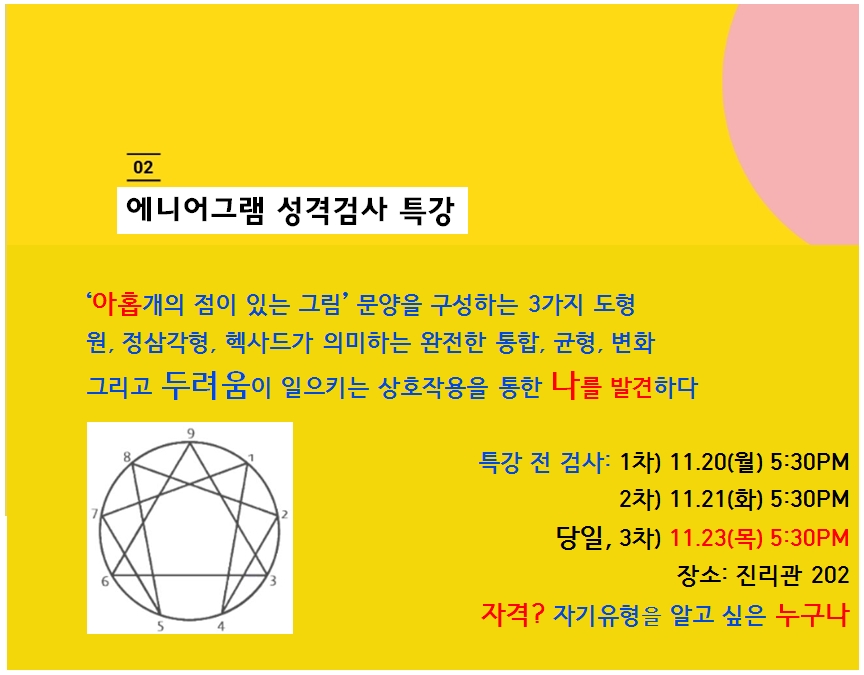 02
에니어그램 성격검사 특강
‘아홉개의 점이 있는 그림’ 문양을 구성하는 3가지 도형
원, 정삼각형, 헥사드가 의미하는 완전한 통합, 균형, 변화
그리고 두려움이 일으키는 상호작용을 통한 나를 발견하다
9
8
1
7
2
6
3
5
4
특강 전 검사: 1차) 11.20(월) 5:30PM
2차) 11.21(화) 5:30PM
당일, 3차) 11.23(목) 5:30PM
장소: 진리관 202
자격? 자기유형을 알고 싶은 누구나